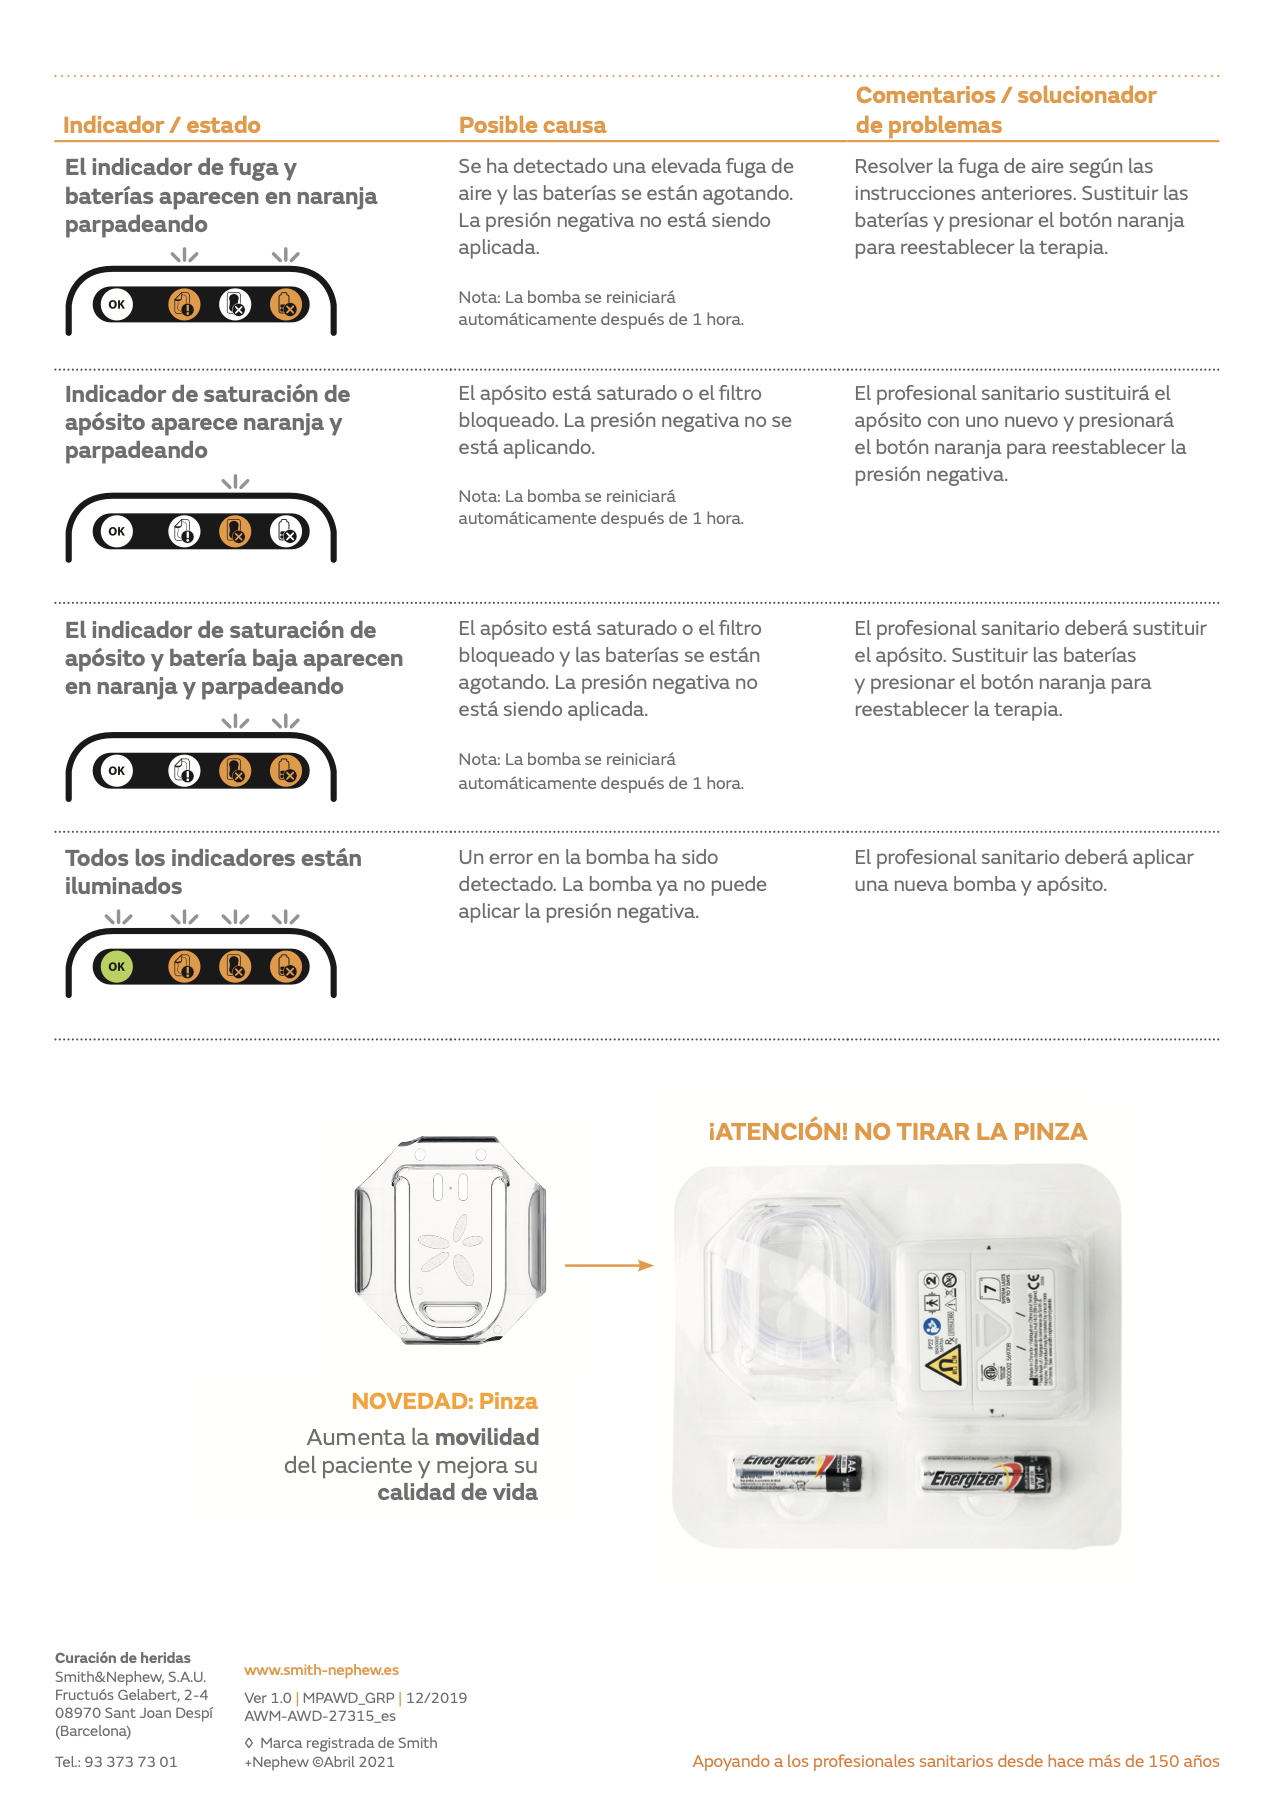 Indicador / estado
Posible causa
Comentarios / solucionador
de problemas
El indicador de fuga y
baterías aparecen en naranja
parpadeando
OK
Se ha detectado una elevada fuga de
aire y las baterías se están agotando.
La presión negativa no está siendo
aplicada.
Nota: La bomba se reiniciará
automáticamente después de 1 hora.
Resolver la fuga de aire según las
instrucciones anteriores. Sustituir las
baterías y presionar el botón naranja
para reestablecer la terapia.
Indicador de saturación de
apósito aparece naranja y
parpadeando
OK
El apósito está saturado o el filtro
bloqueado. La presión negativa no se
está aplicando.
Nota: La bomba se reiniciará
automáticamente después de 1 hora.
El profesional sanitario sustituirá el
apósito con uno nuevo y presionará
el botón naranja para reestablecer la
presión negativa.
El indicador de saturación de
apósito y batería baja aparecen
en naranja y parpadeando
OK
El apósito está saturado o el filtro
bloqueado y las baterías se están
agotando. La presión negativa no
está siendo aplicada.
Nota: La bomba se reiniciará
automáticamente después de 1 hora.
El profesional sanitario deberá sustituir
el apósito. Sustituir las baterías
y presionar el botón naranja para
reestablecer la terapia.
Todos los indicadores están
iluminados
OK
Un error en la bomba ha sido
detectado. La bomba ya no puede
aplicar la presión negativa.
El profesional sanitario deberá aplicar
una nueva bomba y apósito.
¡ATENCIÓN! NO TIRAR LA PINZA
2
7
SYSTEM LASTS
UP TO 7 DAYS
CE
IP22
Rx
Energizer
AA
Energizer
AA
NOVEDAD: Pinza
Aumenta la movilidad
del paciente y mejora su
calidad de vida
Curación de heridas
Smith&Nephew, S.A.U.
Fructuós Gelabert, 2-4
08970 Sant Joan Despí
(Barcelona)
Tel.: 93 373 73 01
www.smith-nephew.es
Ver 1.0 | MPAWD_GRP | 12/2019
AWM-AWD-27315_es
◊ Marca registrada de Smith
+Nephew ©Abril 2021
Apoyando a los profesionales sanitarios desde hace más de 150 años